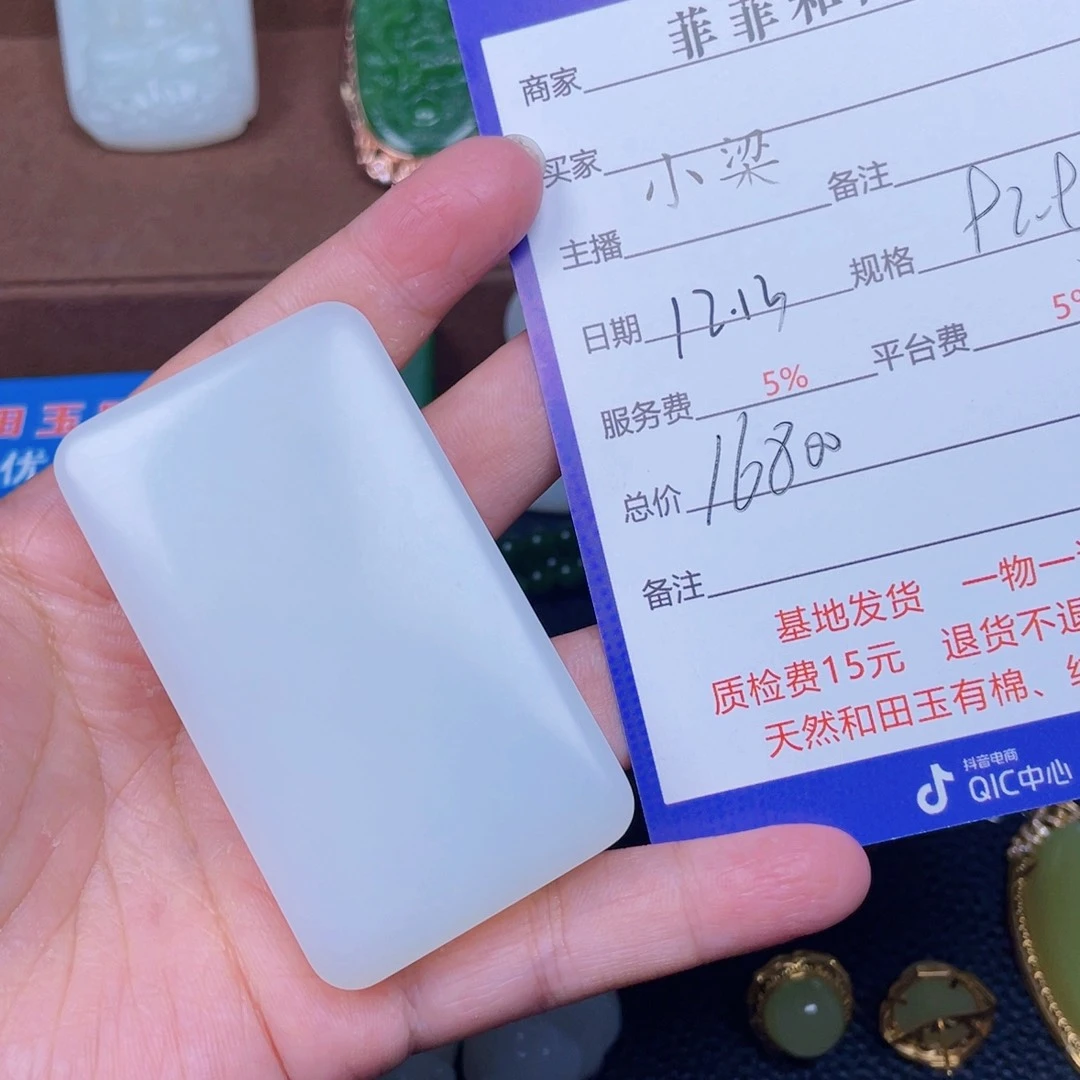 菲菲和
商家
买家 小梁 备注
主播 规格
日期 12.13 平台费 5%
服务费 5%
总价 16800
备注
基地发货 一物一
质检费15元 退货不退
天然和田玉有棉、
抖音电商
QIC中心
田玉
优